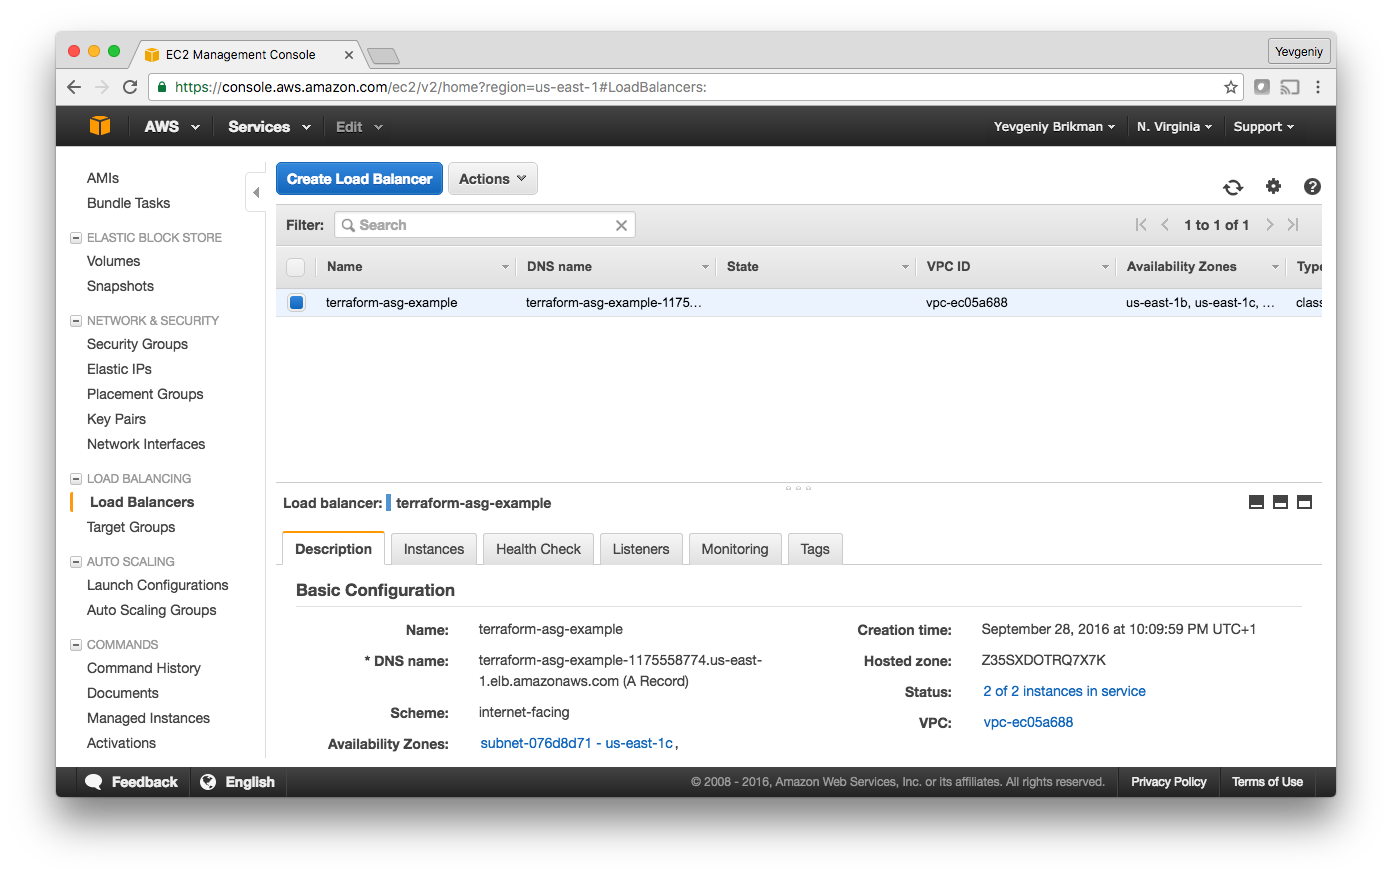 EC2 Management Console
Yevgeniy
https://console.aws.amazon.com/ec2/v2/home?region=us-east-1#LoadBalancers:
AWS Services Edit Yevgeniy Brikman N. Virginia Support
AMIs
Bundle Tasks
ELASTIC BLOCK STORE
Volumes
Snapshots
NETWORK & SECURITY
Security Groups
Elastic IPs
Placement Groups
Key Pairs
Network Interfaces
LOAD BALANCING
Load Balancers
Target Groups
AUTO SCALING
Launch Configurations
Auto Scaling Groups
COMMANDS
Command History
Documents
Managed Instances
Activations
Create Load Balancer Actions
Filter: Search 1 to 1 of 1
Name DNS name State VPC ID Availability Zones Type
terraform-asg-example terraform-asg-example-1175... vpc-ec05a688 us-east-1b, us-east-1c, ... clas
Load balancer: terraform-asg-example
Description Instances Health Check Listeners Monitoring Tags
Basic Configuration
Name: terraform-asg-example
* DNS name: terraform-asg-example-1175558774.us-east-
1.elb.amazonaws.com (A Record)
Scheme: internet-facing
Availability Zones: subnet-076d8d71 - us-east-1c,
Creation time: September 28, 2016 at 10:09:59 PM UTC+1
Hosted zone: Z35SXDOTRQ7X7K
Status: 2 of 2 instances in service
VPC: vpc-ec05a688
Feedback English © 2008 - 2016, Amazon Web Services, Inc. or its affiliates. All rights reserved. Privacy Policy Terms of Use